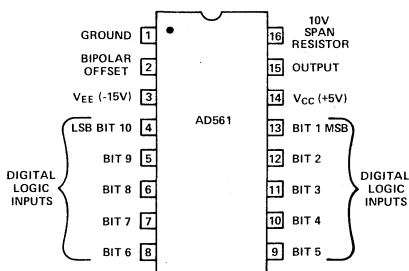 GROUND 1
BIPOLAR
OFFSET 2
VEE (-15V) 3
LSB BIT 10 4
BIT 9 5
BIT 8 6
BIT 7 7
BIT 6 8
DIGITAL
LOGIC
INPUTS
AD561
10V
SPAN
RESISTOR
16
15 OUTPUT
14 VCC (+5V)
13 BIT 1 MSB
12 BIT 2
11 BIT 3
10 BIT 4
9 BIT 5
DIGITAL
LOGIC
INPUTS